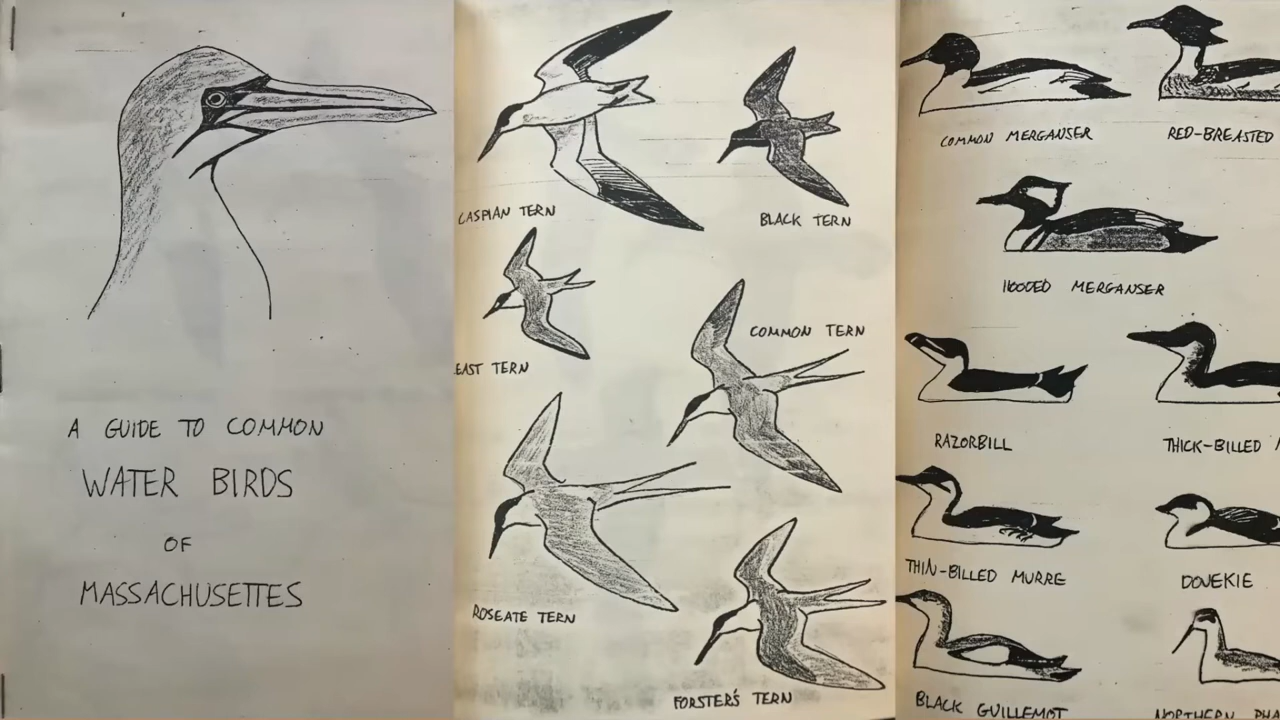 A GUIDE TO COMMON
WATER BIRDS
OF
MASSACHUSETTES
CASPIAN TERN
BLACK TERN
EAST TERN
COMMON TERN
ROSEATE TERN
FORSTER'S TERN
COMMON MERGANSER
RED-BREASTED
HOODED MERGANSER
RAZORBILL
THICK-BILLED
THIN-BILLED MURRE
DOVEKIE
BLACK GUILLEMOT
NORTHERN